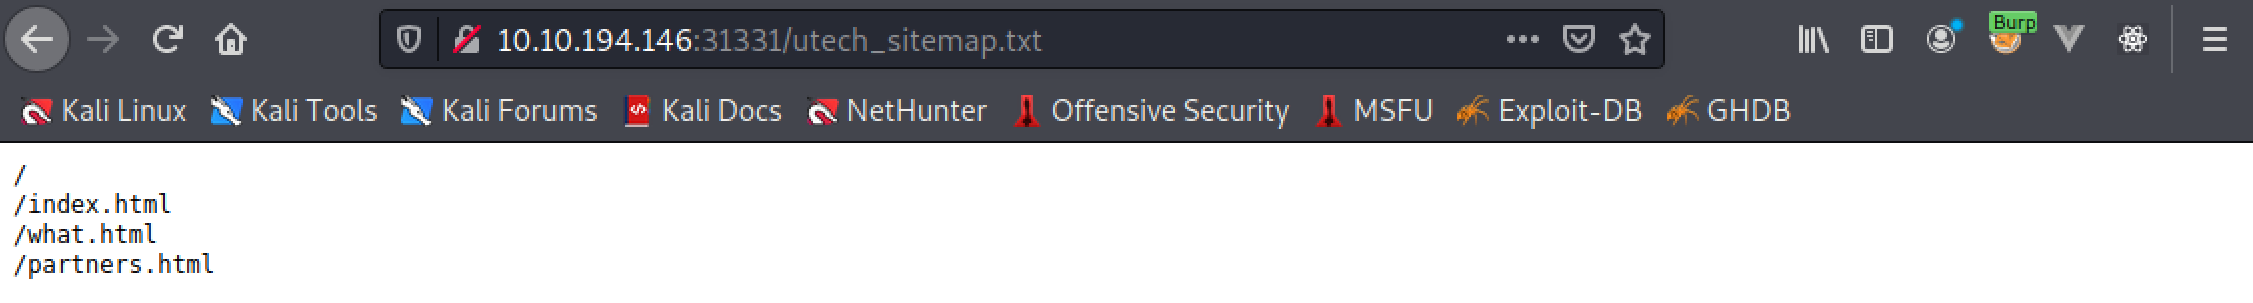 10.10.194.146:31331/utech_sitemap.txt
Burp
Kali Linux Kali Tools Kali Forums Kali Docs NetHunter Offensive Security MSFU Exploit-DB GHDB
/
/index.html
/what.html
/partners.html